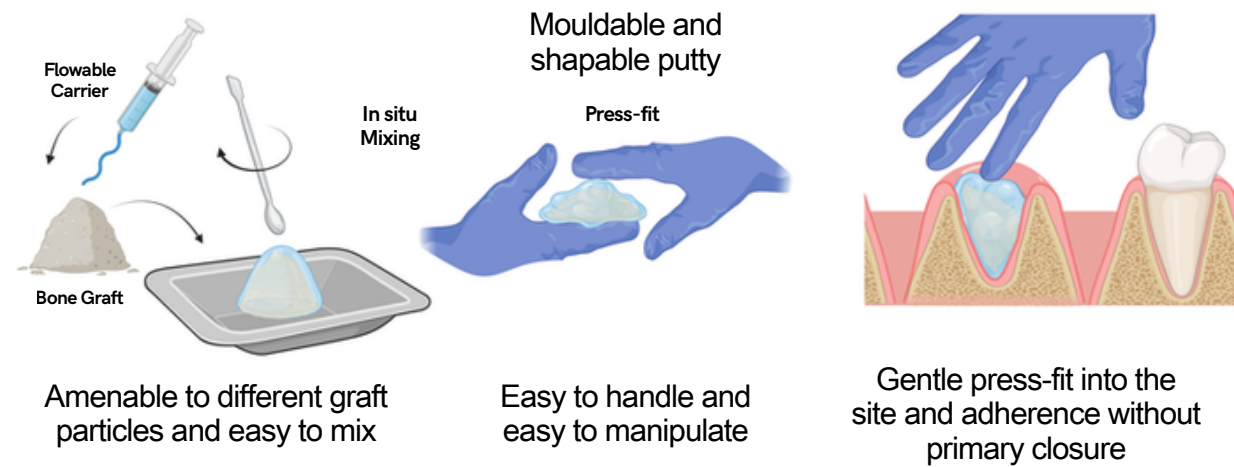 Flowable
Carrier
In situ
Mixing
Bone Graft
Amenable to different graft
particles and easy to mix
Mouldable and
shapable putty
Press-fit
Easy to handle and
easy to manipulate
Gentle press-fit into the
site and adherence without
primary closure